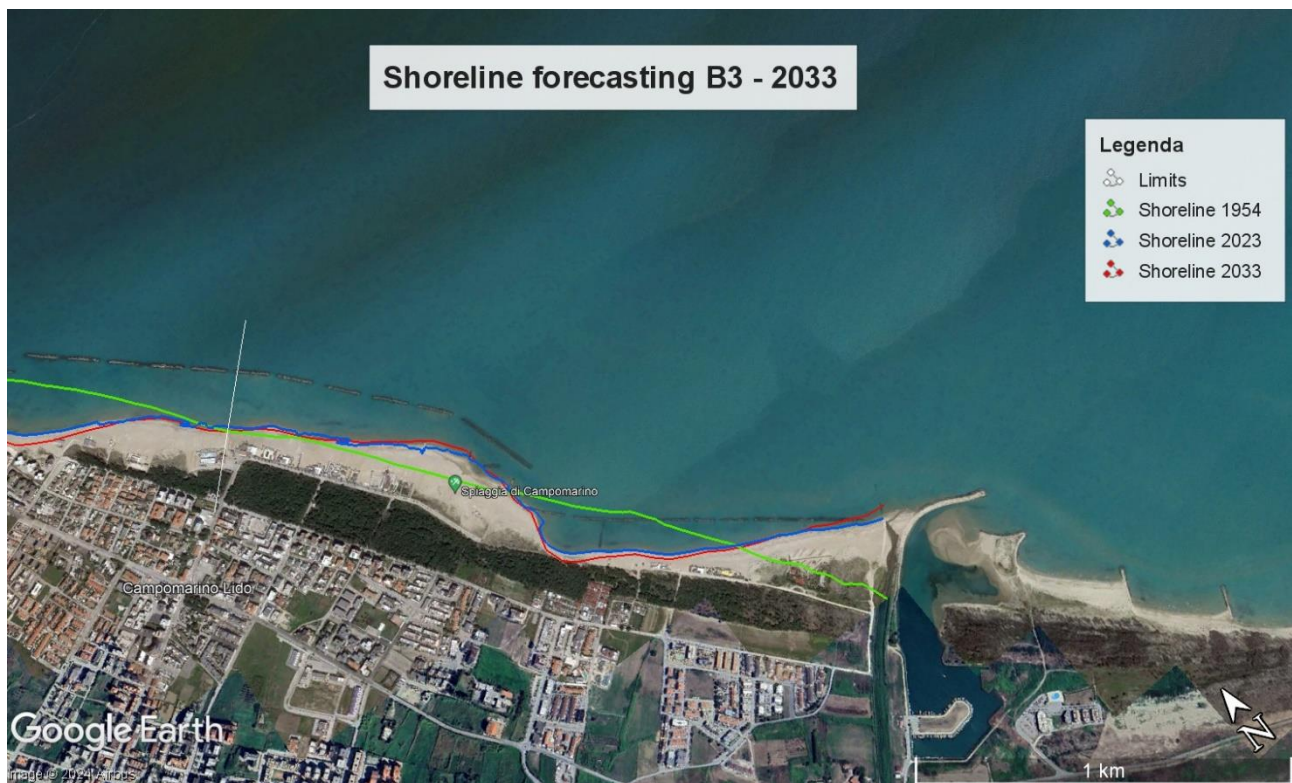 Shoreline forecasting B3 - 2033
Legenda
Limits
Shoreline 1954
Shoreline 2023
Shoreline 2033
Spiaggia di Campomarino
Campomarino Lido
Google Earth
Image © 2024 Airbus
1 km
N